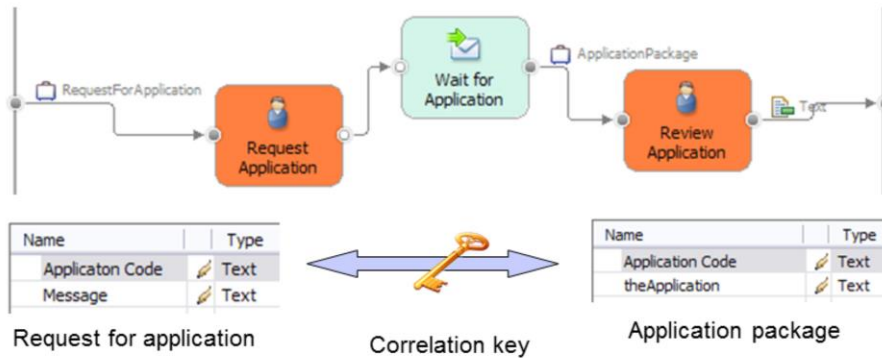 RequestForApplication
Request
Application
Wait for
Application
ApplicationPackage
Review
Application
Text
Name Type
Applicaton Code Text
Message Text
Request for application
Correlation key
Name Type
Application Code Text
theApplication Text
Application package